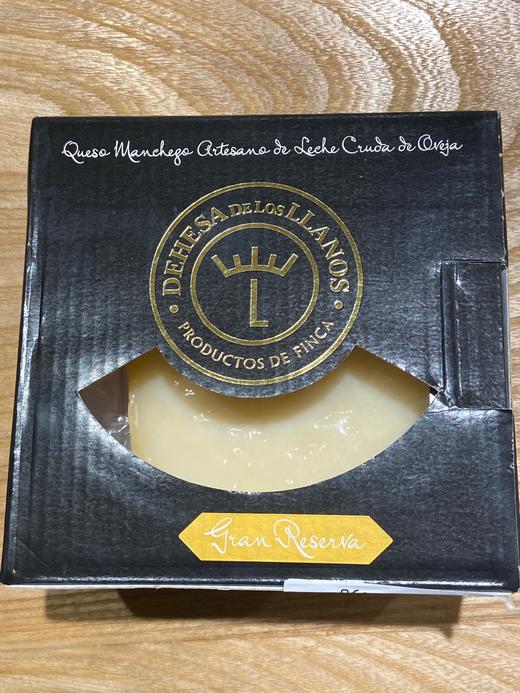 Queso Manchego Artesano de Leche Cruda de Oveja
DEHESA DE LOS LLANOS
L
• PRODUCTOS DE FINCA •
Gran Reserva